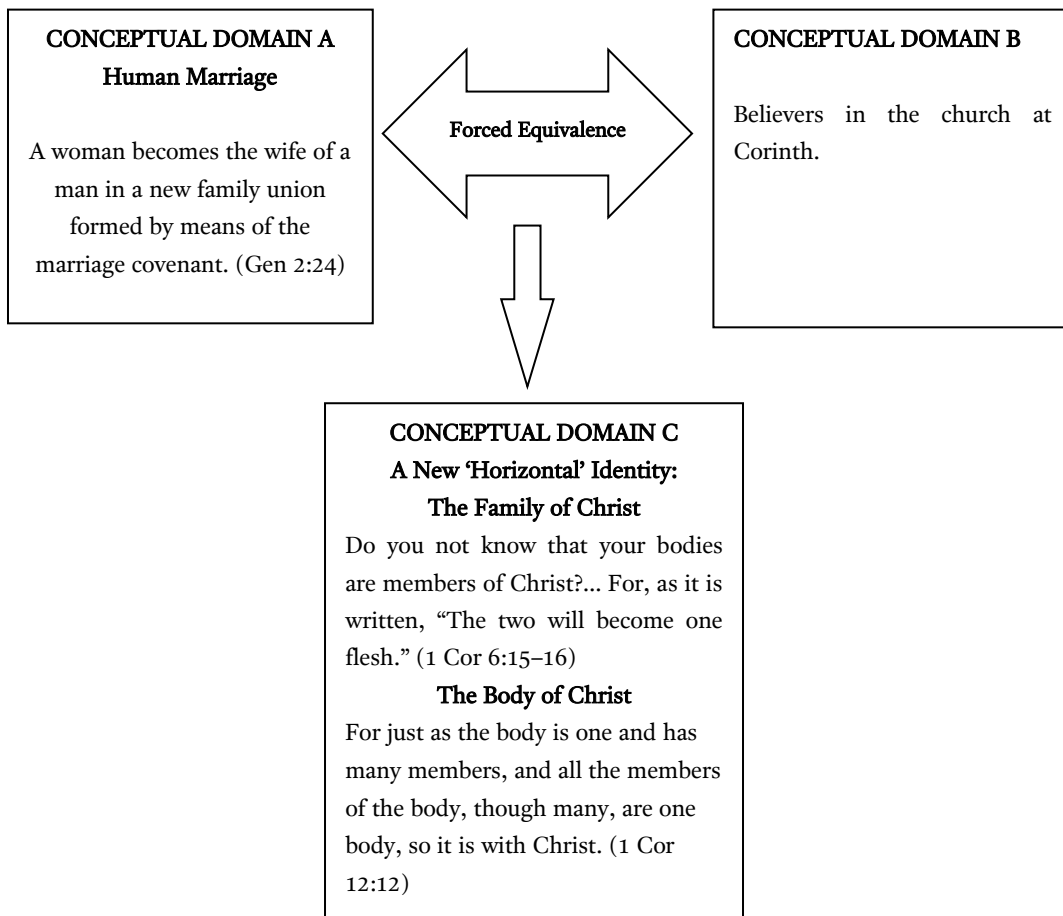 CONCEPTUAL DOMAIN A
Human Marriage
A woman becomes the wife of a
man in a new family union
formed by means of the
marriage covenant. (Gen 2:24)
Forced Equivalence
CONCEPTUAL DOMAIN B
Believers in the church at
Corinth.
CONCEPTUAL DOMAIN C
A New ‘Horizontal’ Identity:
The Family of Christ
Do you not know that your bodies
are members of Christ?... For, as it is
written, “The two will become one
flesh.” (1 Cor 6:15–16)
The Body of Christ
For just as the body is one and has
many members, and all the members
of the body, though many, are one
body, so it is with Christ. (1 Cor
12:12)